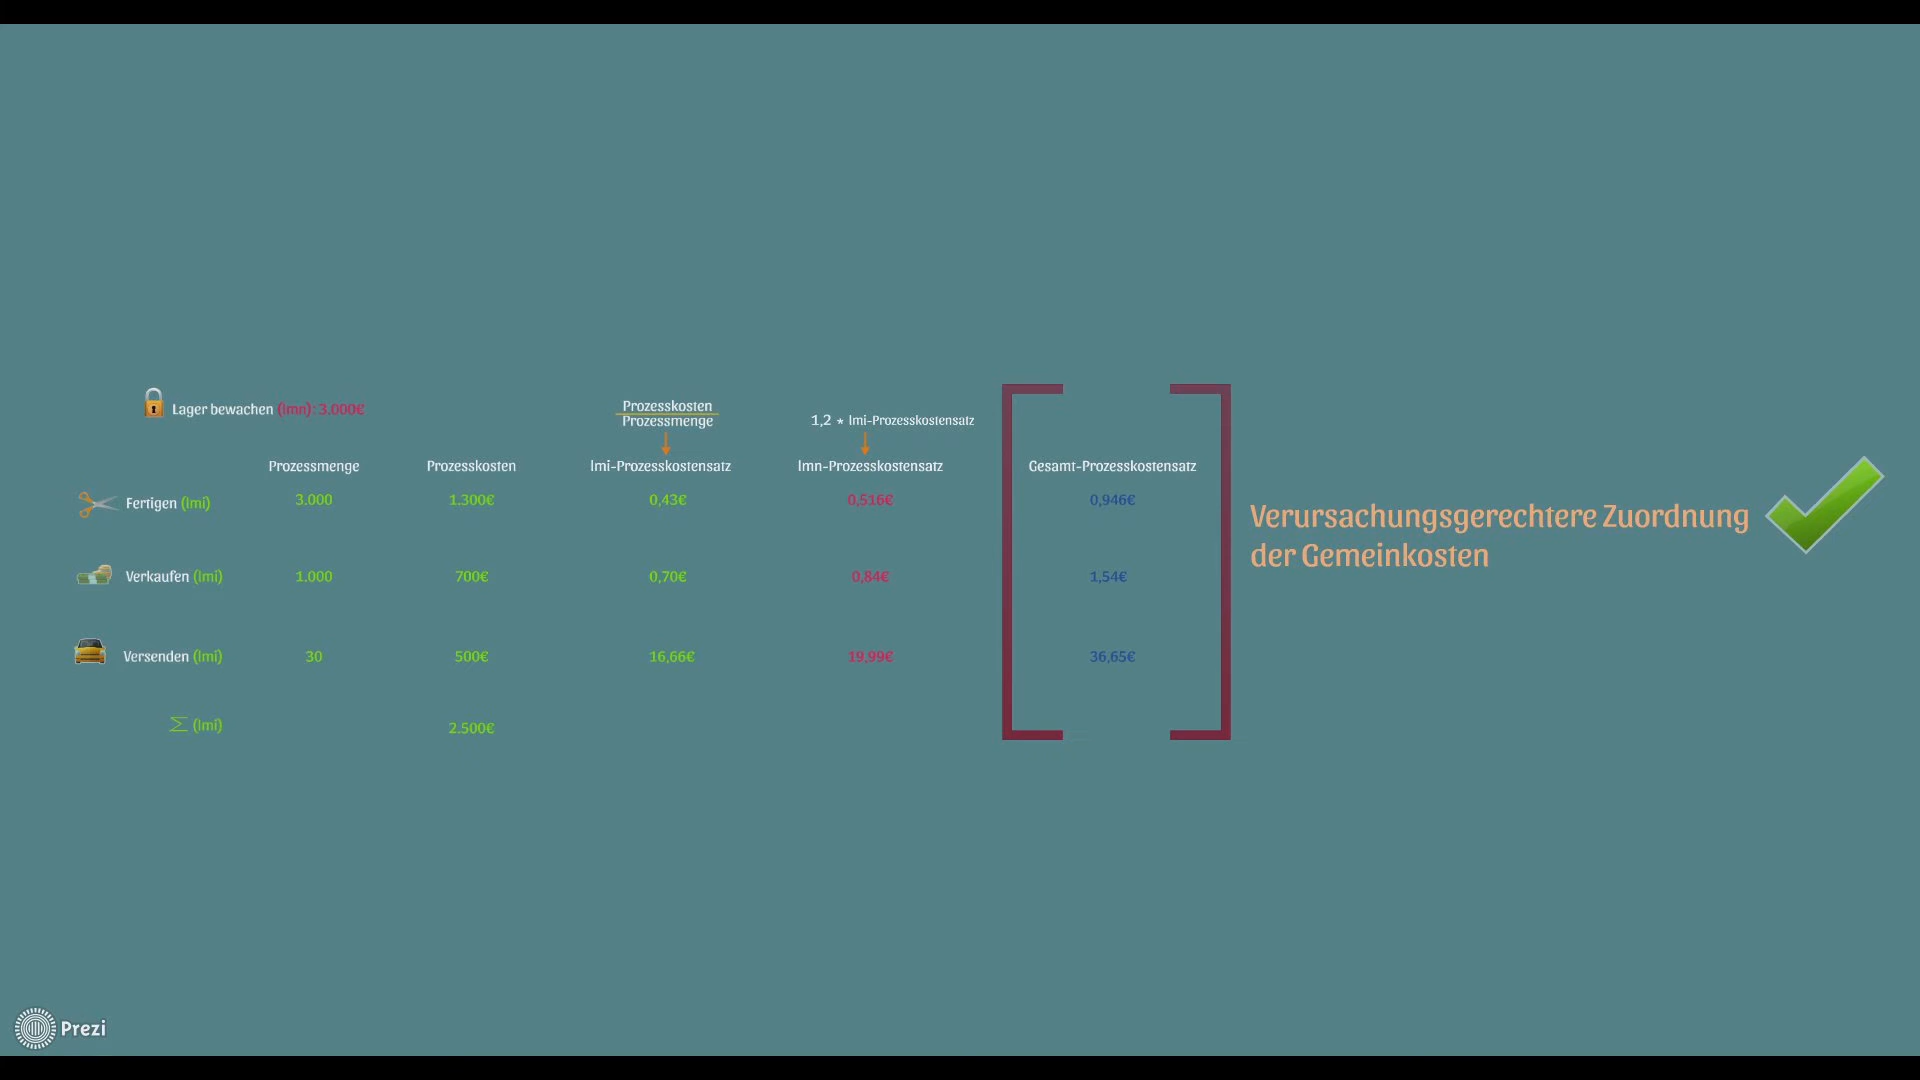 Lager bewachen (lmn): 3.000€
Prozesskosten
Prozessmenge
1,2 * lmi-Prozesskostensatz
Prozessmenge Prozesskosten lmi-Prozesskostensatz lmn-Prozesskostensatz Gesamt-Prozesskostensatz
Fertigen (lmi) 3.000 1.300€ 0,43€ 0,516€ 0,946€
Verkaufen (lmi) 1.000 700€ 0,70€ 0,84€ 1,54€
Versenden (lmi) 30 500€ 16,66€ 19,99€ 36,65€
∑ (lmi) 2.500€
Verursachungsgerechtere Zuordnung
der Gemeinkosten
Prezi